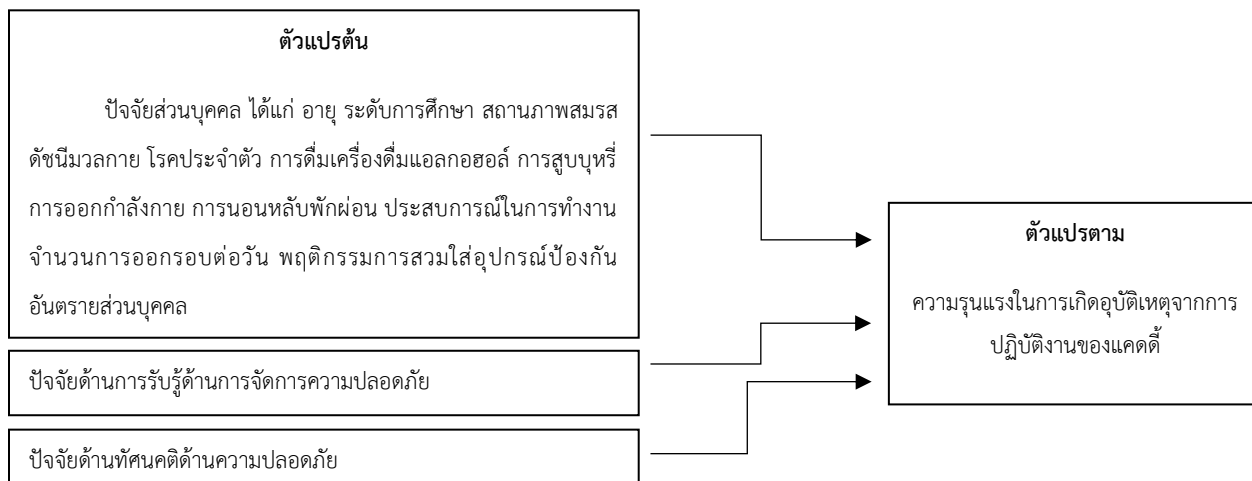 ตัวแปรต้น
ปัจจัยส่วนบุคคล ได้แก่ อายุ ระดับการศึกษา สถานภาพสมรส
ดัชนีมวลกาย โรคประจำตัว การดื่มเครื่องดื่มแอลกอฮอล์ การสูบบุหรี่
การออกกำลังกาย การนอนหลับพักผ่อน ประสบการณ์ในการทำงาน
จำนวนการออกรอบต่อวัน พฤติกรรมการสวมใส่อุปกรณ์ป้องกัน
อันตรายส่วนบุคคล
ปัจจัยด้านการรับรู้ด้านการจัดการความปลอดภัย
ปัจจัยด้านทัศนคติด้านความปลอดภัย
ตัวแปรตาม
ความรุนแรงในการเกิดอุบัติเหตุจากการ
ปฏิบัติงานของแคดดี้